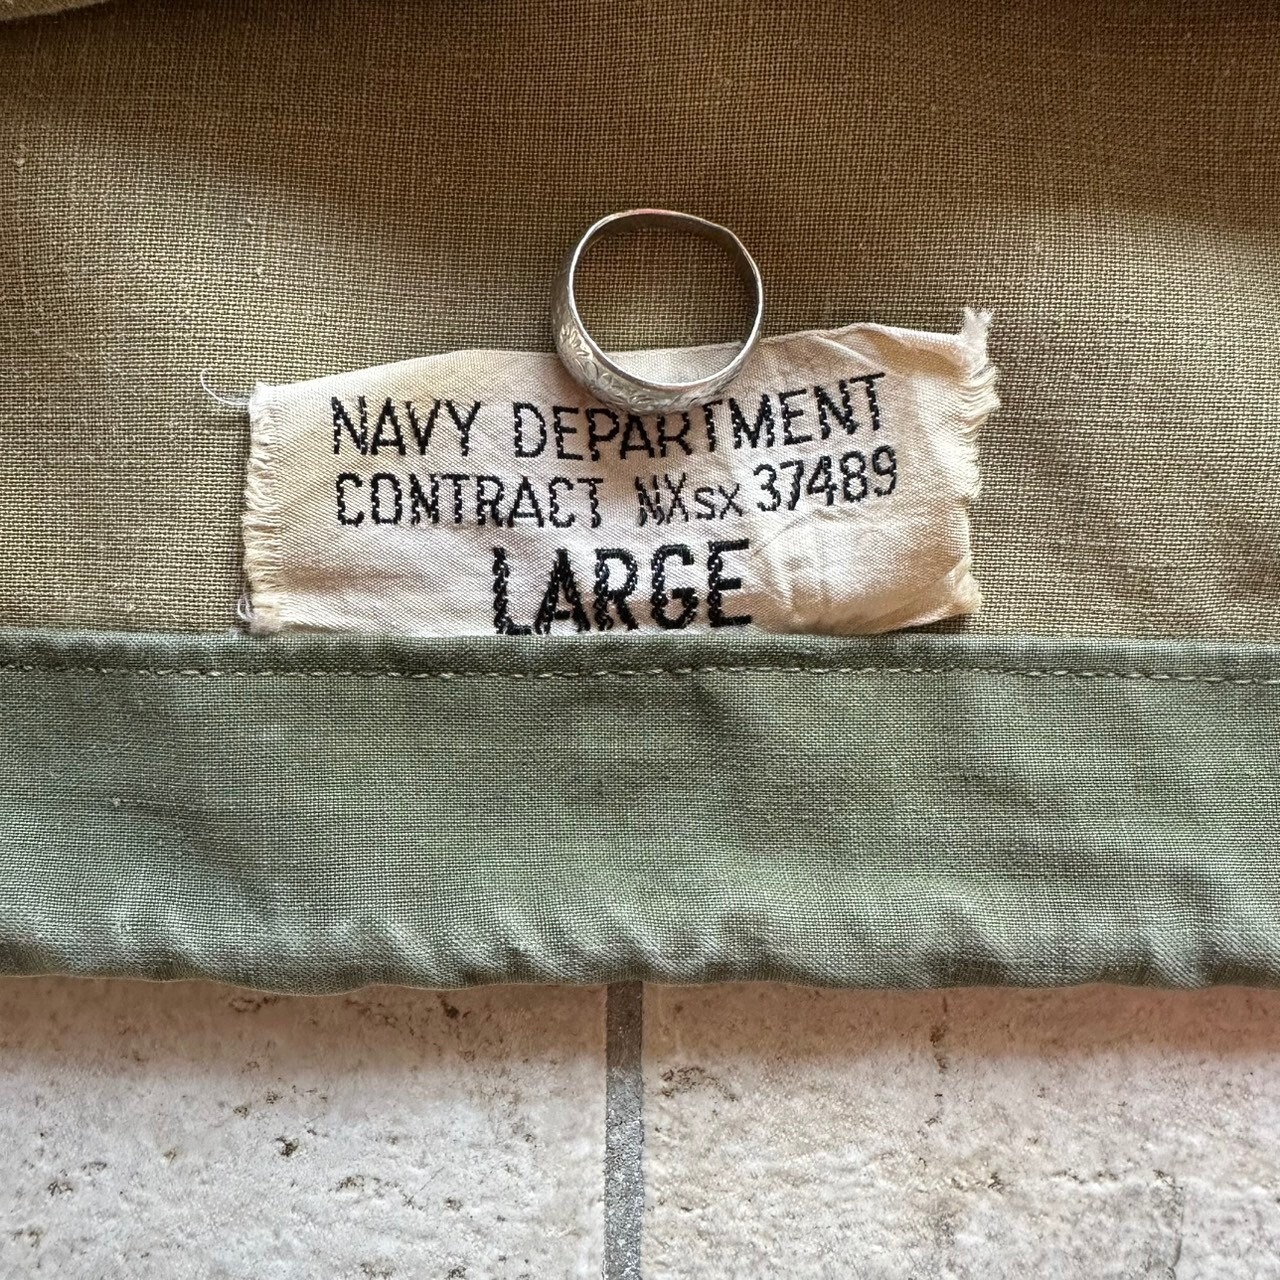 NAVY DEPARTMENT
CONTRACT NXsx 37489
LARGE